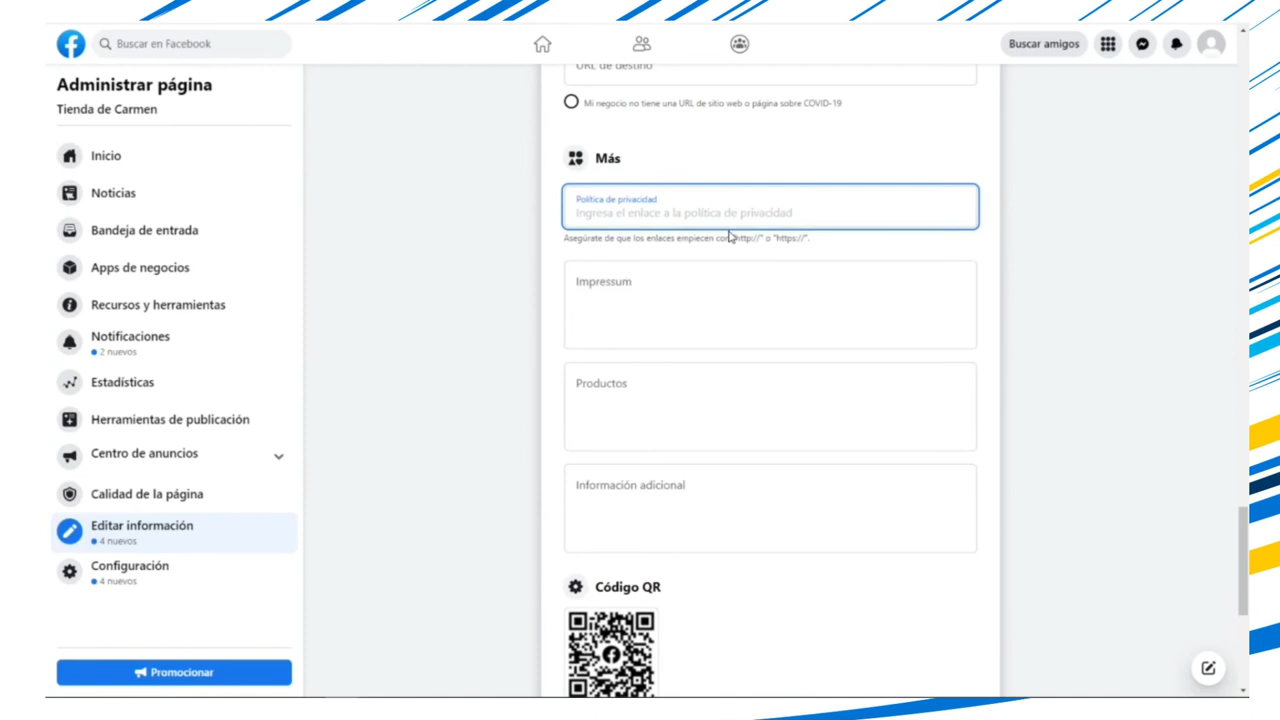 Buscar en Facebook
Buscar amigos
Administrar página
Tienda de Carmen
Inicio
Noticias
Bandeja de entrada
Apps de negocios
Recursos y herramientas
Notificaciones
2 nuevos
Estadísticas
Herramientas de publicación
Centro de anuncios
Calidad de la página
Editar información
4 nuevos
Configuración
4 nuevos
Promocionar
URL de destino
Mi negocio no tiene una URL de sitio web o página sobre COVID-19
Más
Política de privacidad
Ingresa el enlace a la política de privacidad
Asegúrate de que los enlaces empiecen con "http://" o "https://".
Impressum
Productos
Información adicional
Código QR